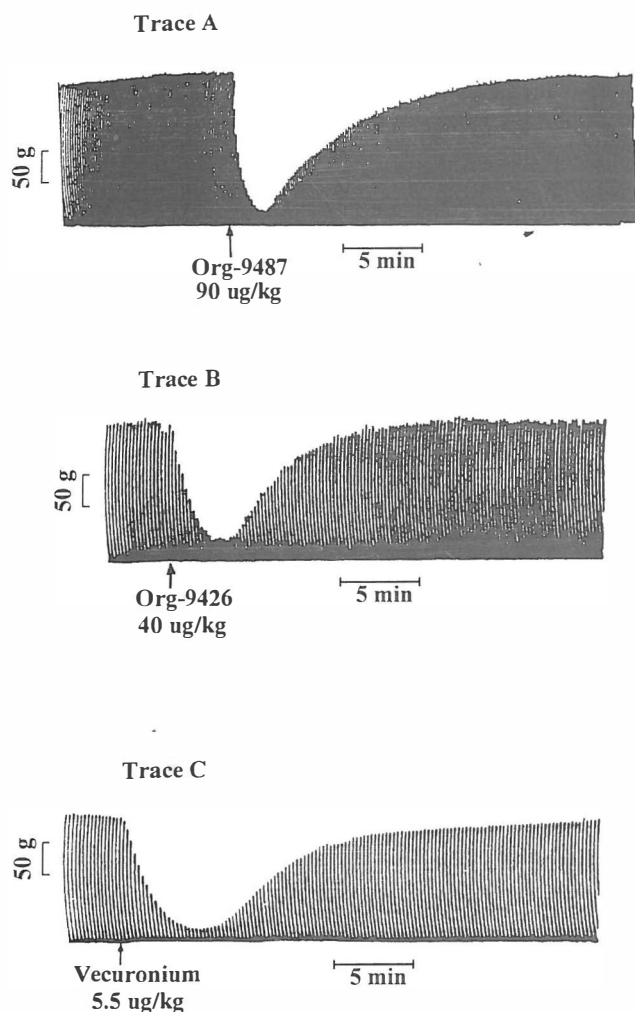 Trace A
50 g
Org-9487
90 ug/kg
5 min
Trace B
50 g
Org-9426
40 ug/kg
5 min
Trace C
50 g
Vecuronium
5.5 ug/kg
5 min